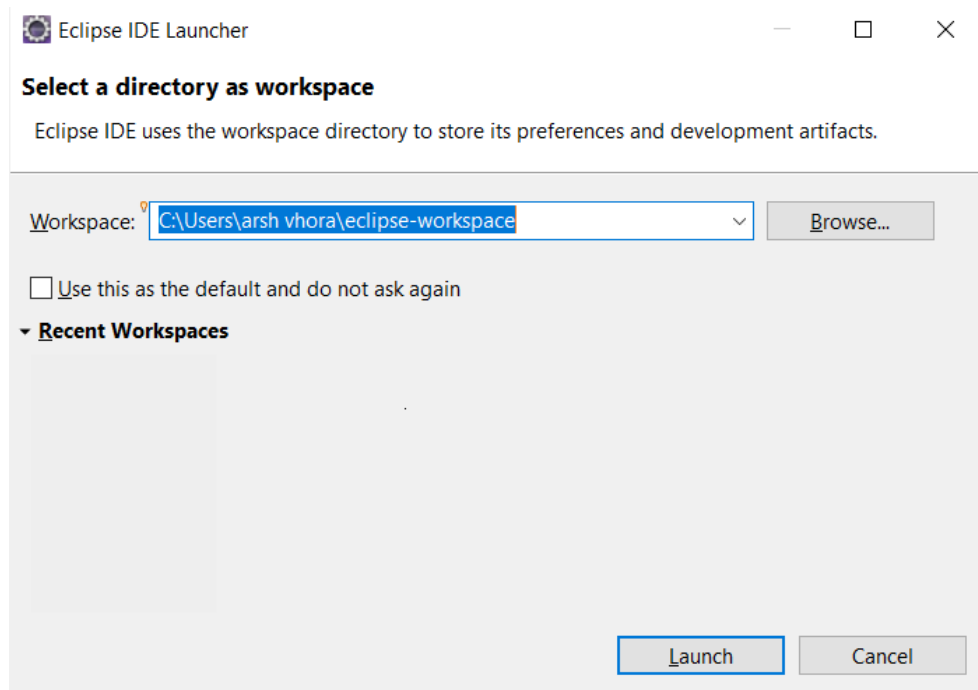 Eclipse IDE Launcher
Select a directory as workspace
Eclipse IDE uses the workspace directory to store its preferences and development artifacts.
Workspace: C:\Users\arsh vhora\eclipse-workspace Browse...
Use this as the default and do not ask again
Recent Workspaces
Launch Cancel